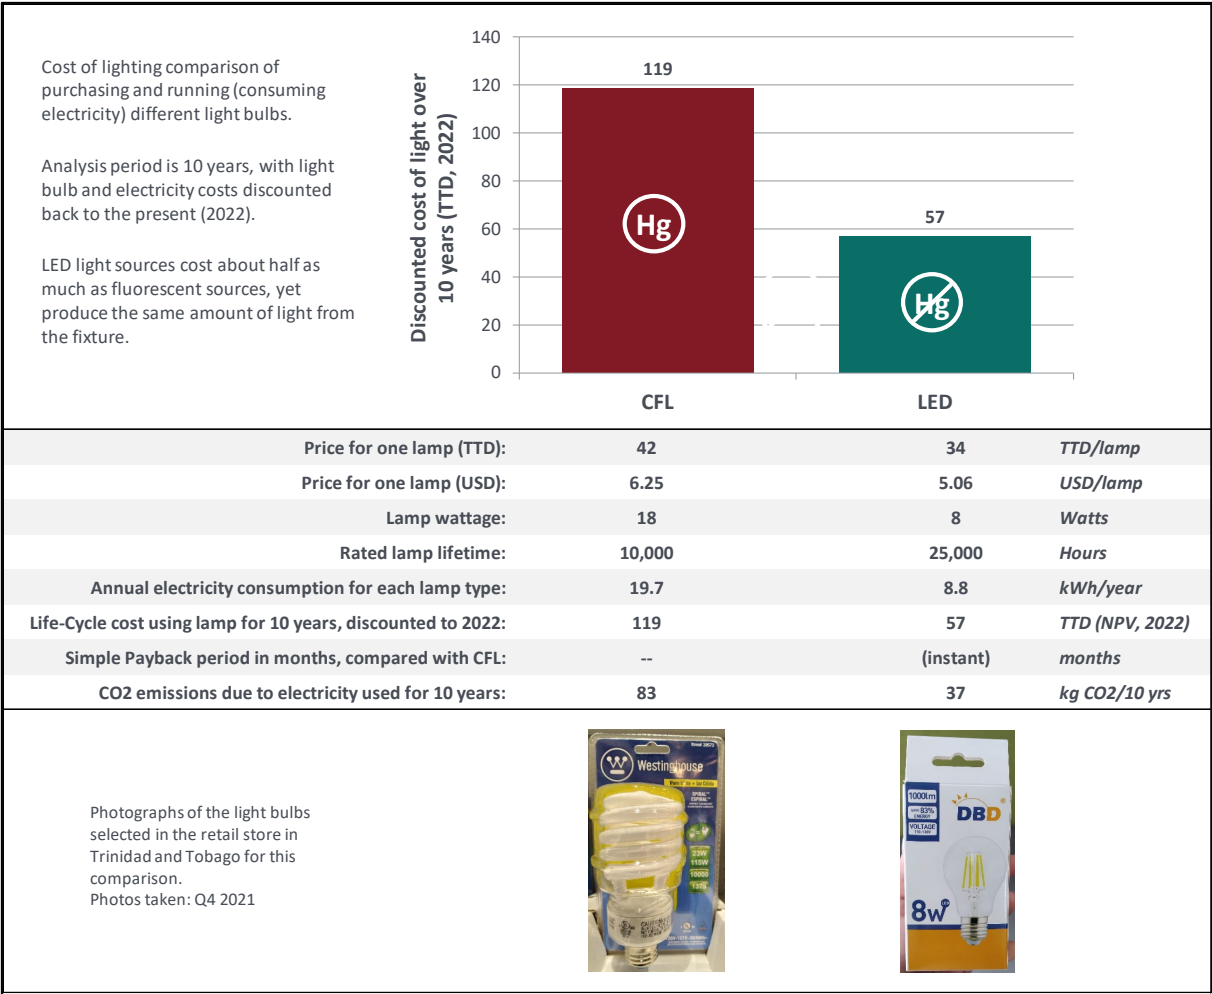 Cost of lighting comparison of
purchasing and running (consuming
electricity) different light bulbs.
Analysis period is 10 years, with light
bulb and electricity costs discounted
back to the present (2022).
LED light sources cost about half as
much as fluorescent sources, yet
produce the same amount of light from
the fixture.
Discounted cost of light over
10 years (TTD, 2022)
140
120
100
80
60
40
20
0
119
57
Hg
Hg
CFL
LED
Price for one lamp (TTD): 42 34 TTD/lamp
Price for one lamp (USD): 6.25 5.06 USD/lamp
Lamp wattage: 18 8 Watts
Rated lamp lifetime: 10,000 25,000 Hours
Annual electricity consumption for each lamp type: 19.7 8.8 kWh/year
Life-Cycle cost using lamp for 10 years, discounted to 2022: 119 57 TTD (NPV, 2022)
Simple Payback period in months, compared with CFL: -- (instant) months
CO2 emissions due to electricity used for 10 years: 83 37 kg CO2/10 yrs
Photographs of the light bulbs
selected in the retail store in
Trinidad and Tobago for this
comparison.
Photos taken: Q4 2021
Westinghouse
SPIRAL
ESPIRAL
23W
115W
10000
1000lm
83%
ENERGY
VOLTAGE
DBD
8W